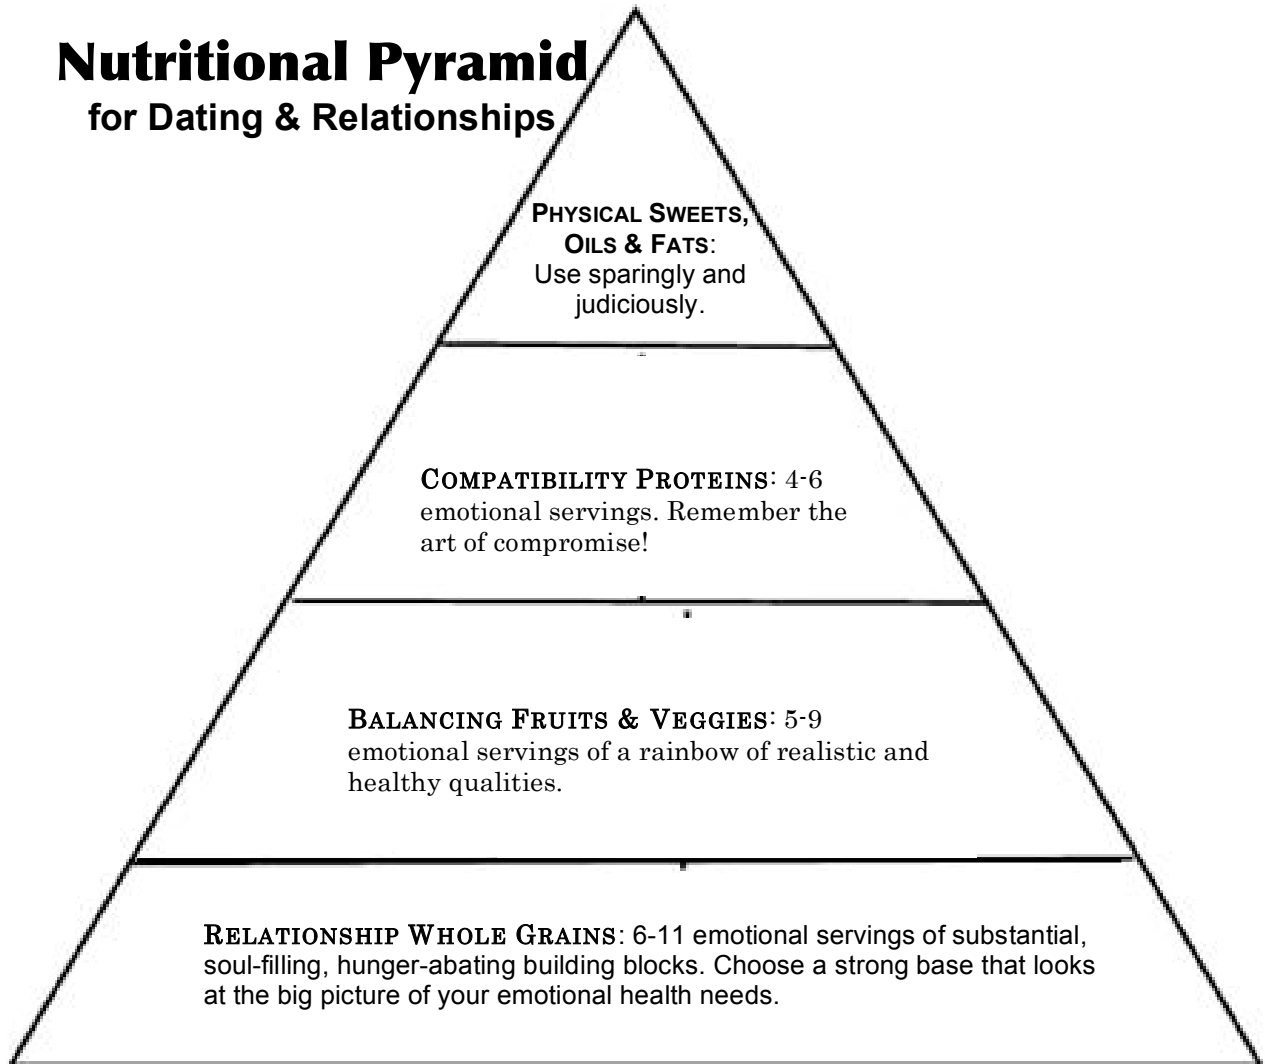 Nutritional Pyramid
for Dating & Relationships
PHYSICAL SWEETS,
OILS & FATS:
Use sparingly and
judiciously.
COMPATIBILITY PROTEINS: 4-6
emotional servings. Remember the
art of compromise!
BALANCING FRUITS & VEGGIES: 5-9
emotional servings of a rainbow of realistic and
healthy qualities.
RELATIONSHIP WHOLE GRAINS: 6-11 emotional servings of substantial,
soul-filling, hunger-abating building blocks. Choose a strong base that looks
at the big picture of your emotional health needs.